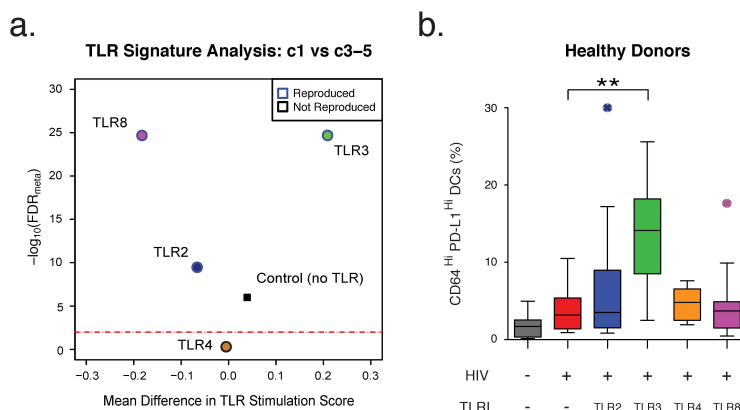 a.
TLR Signature Analysis: c1 vs c3–5
−log10(FDRmeta)
30
25
20
15
10
5
0
Reproduced
Not Reproduced
TLR8
TLR3
TLR2
Control (no TLR)
TLR4
−0.3 −0.2 −0.1 0.0 0.1 0.2 0.3
Mean Difference in TLR Stimulation Score
b.
Healthy Donors
**
CD64 Hi PD-L1 Hi DCs (%)
30
20
10
0
HIV - + + + + +
TLRL - - TLR2 TLR3 TLR4 TLR8